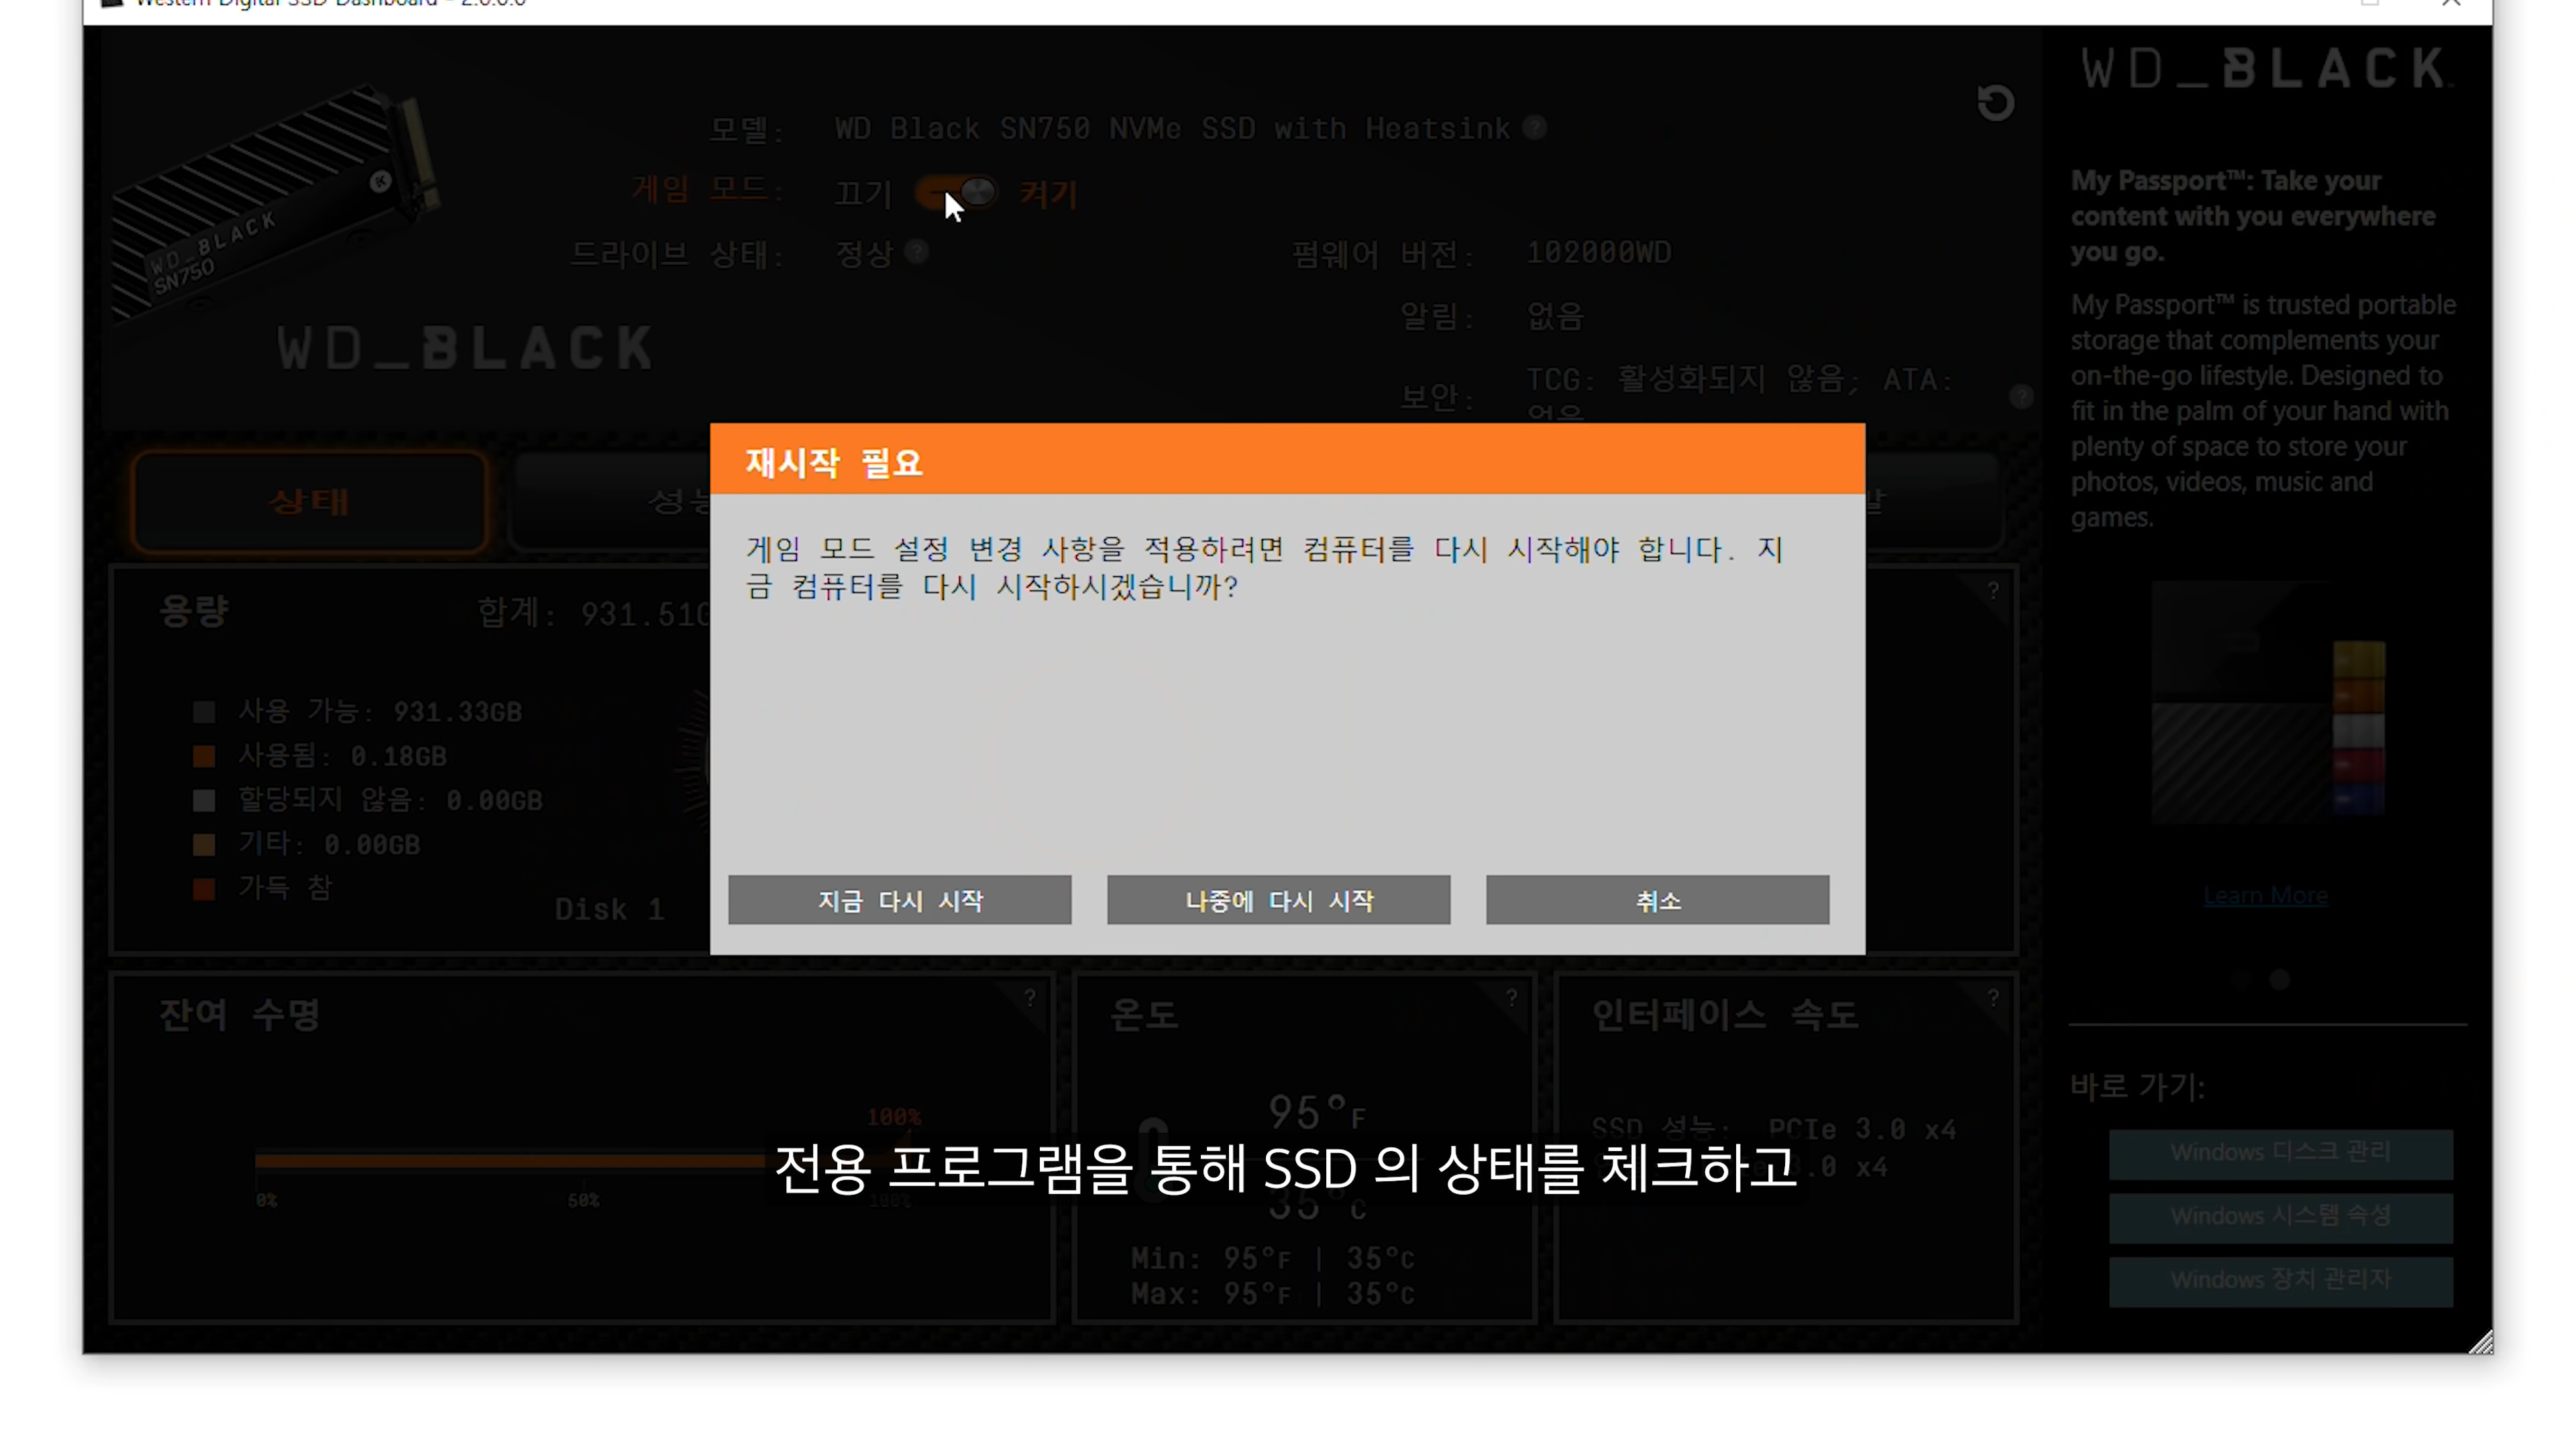 WD_BLACK
모델: WD Black SN750 NVMe SSD with Heatsink ?
게임 모드: 끄기 켜기
드라이브 상태: 정상 ?
펌웨어 버전: 102000WD
알림: 없음
보안: TCG: 활성화되지 않음; ATA: ?
WD_BLACK
SN750
WD_BLACK
My Passport™: Take your
content with you everywhere
you go.
My Passport™ is trusted portable
storage that complements your
on-the-go lifestyle. Designed to
fit in the palm of your hand with
plenty of space to store your
photos, videos, music and
games.
Learn More
상태
재시작 필요
게임 모드 설정 변경 사항을 적용하려면 컴퓨터를 다시 시작해야 합니다. 지
금 컴퓨터를 다시 시작하시겠습니까?
지금 다시 시작
나중에 다시 시작
취소
용량
합계: 931.51G
?
사용 가능: 931.33GB
사용됨: 0.18GB
할당되지 않음: 0.00GB
기타: 0.00GB
가득 참
Disk 1
잔여 수명 ?
100%
0% 50% 100%
온도 ?
95°F
35°C
Min: 95°F | 35°C
Max: 95°F | 35°C
인터페이스 속도 ?
SSD 성능: PCIe 3.0 x4
3.0 x4
전용 프로그램을 통해 SSD 의 상태를 체크하고
바로 가기:
Windows 디스크 관리
Windows 시스템 속성
Windows 장치 관리자